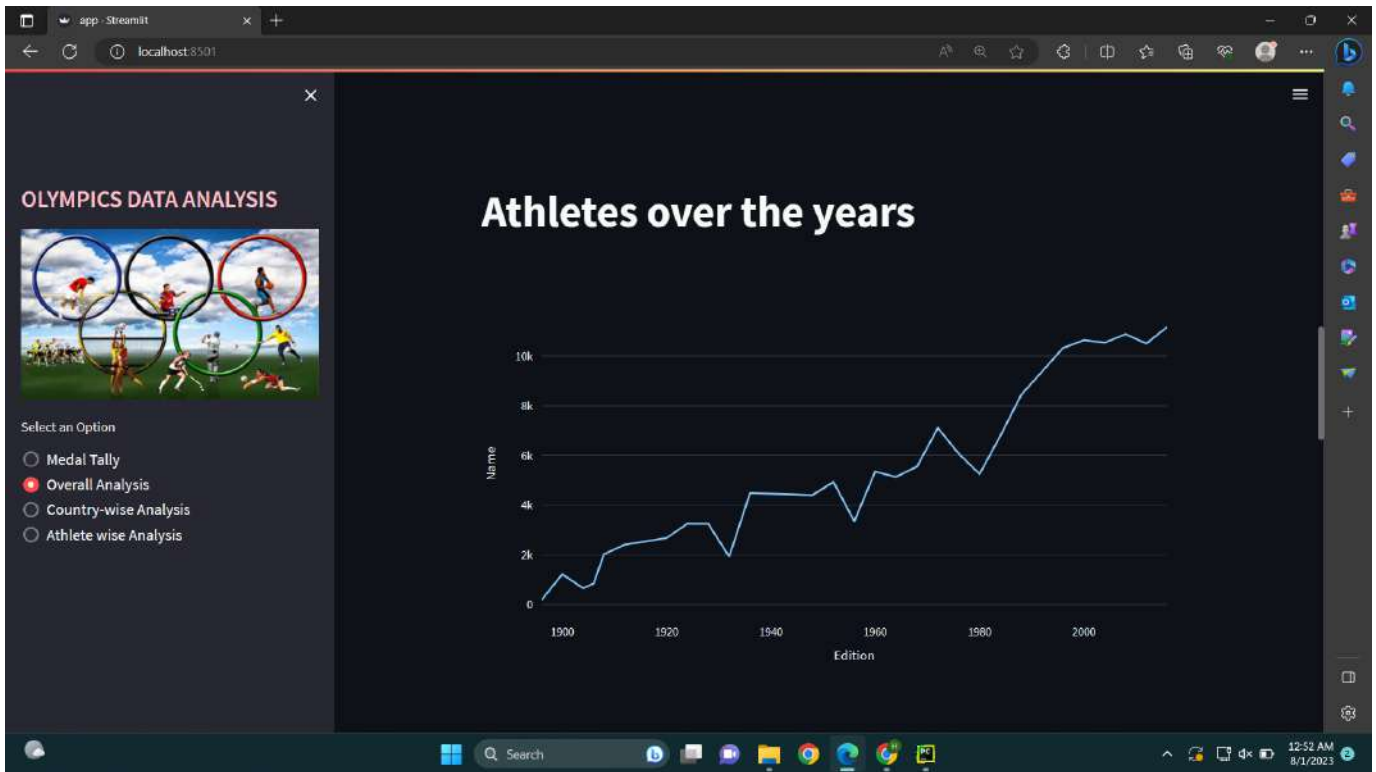 app · Streamlit
localhost:8501
OLYMPICS DATA ANALYSIS
Select an Option
Medal Tally
Overall Analysis
Country-wise Analysis
Athlete wise Analysis
Athletes over the years
Name
10k
8k
6k
4k
2k
0
1900 1920 1940 1960 1980 2000
Edition
Search
12:52 AM
8/1/2023
2